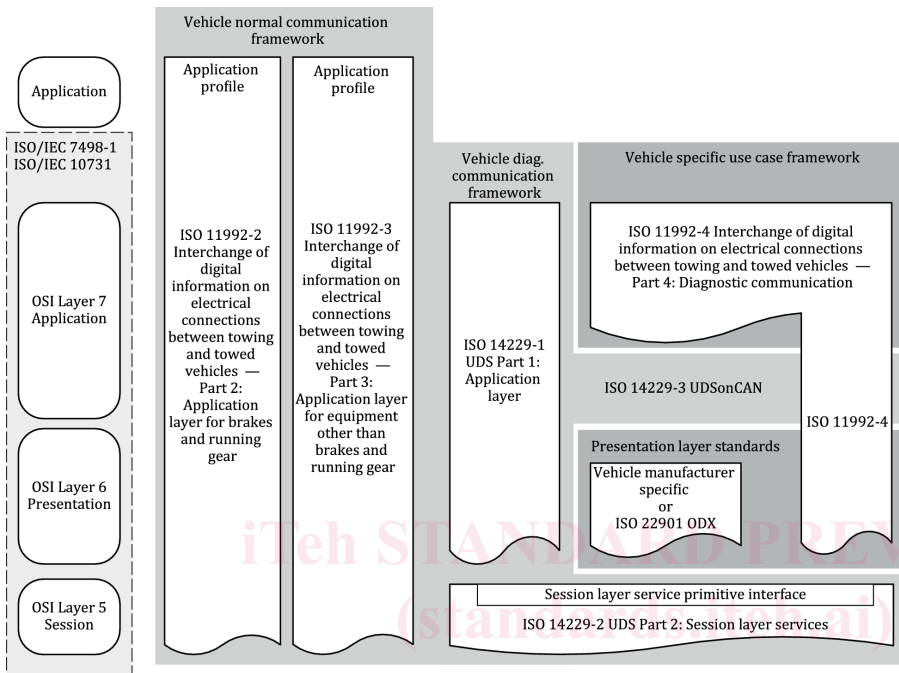 Vehicle normal communication
framework
Application
Application
profile
Application
profile
ISO/IEC 7498-1
ISO/IEC 10731
Vehicle diag.
communication
framework
Vehicle specific use case framework
OSI Layer 7
Application
ISO 11992-2
Interchange of
digital
information on
electrical
connections
between towing
and towed
vehicles —
Part 2:
Application
layer for brakes
and running
gear
ISO 11992-3
Interchange of
digital
information on
electrical
connections
between towing
and towed
vehicles —
Part 3:
Application layer
for equipment
other than
brakes and
running gear
ISO 14229-1
UDS Part 1:
Application
layer
ISO 11992-4 Interchange of digital
information on electrical connections
between towing and towed vehicles —
Part 4: Diagnostic communication
ISO 14229-3 UDSonCAN
ISO 11992-4
OSI Layer 6
Presentation
Presentation layer standards
Vehicle manufacturer
specific
or
ISO 22901 ODX
iTeh STANDARD PREV
OSI Layer 5
Session
Session layer service primitive interface
(standards.iteh.ai)
ISO 14229-2 UDS Part 2: Session layer services